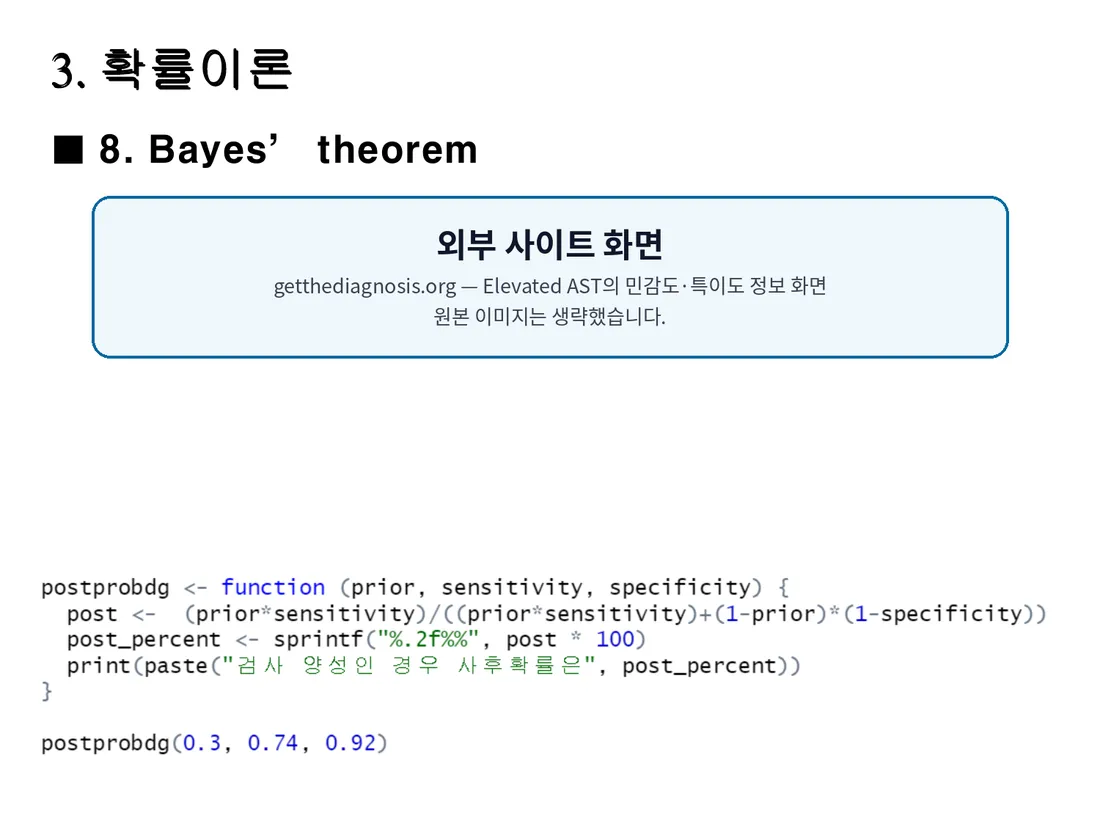 3. 확률이론
■ 8. Bayes’ theorem
외부 사이트 화면
getthediagnosis.org — Elevated AST의 민감도·특이도 정보 화면
원본 이미지는 생략했습니다.
postprobdg <- function (prior, sensitivity, specificity) {
  post <-  (prior*sensitivity)/((prior*sensitivity)+(1-prior)*(1-specificity))
  post_percent <- sprintf("%.2f%%", post * 100)
  print(paste("검사 양성인 경우 사후확률은", post_percent))
}
postprobdg(0.3, 0.74, 0.92)